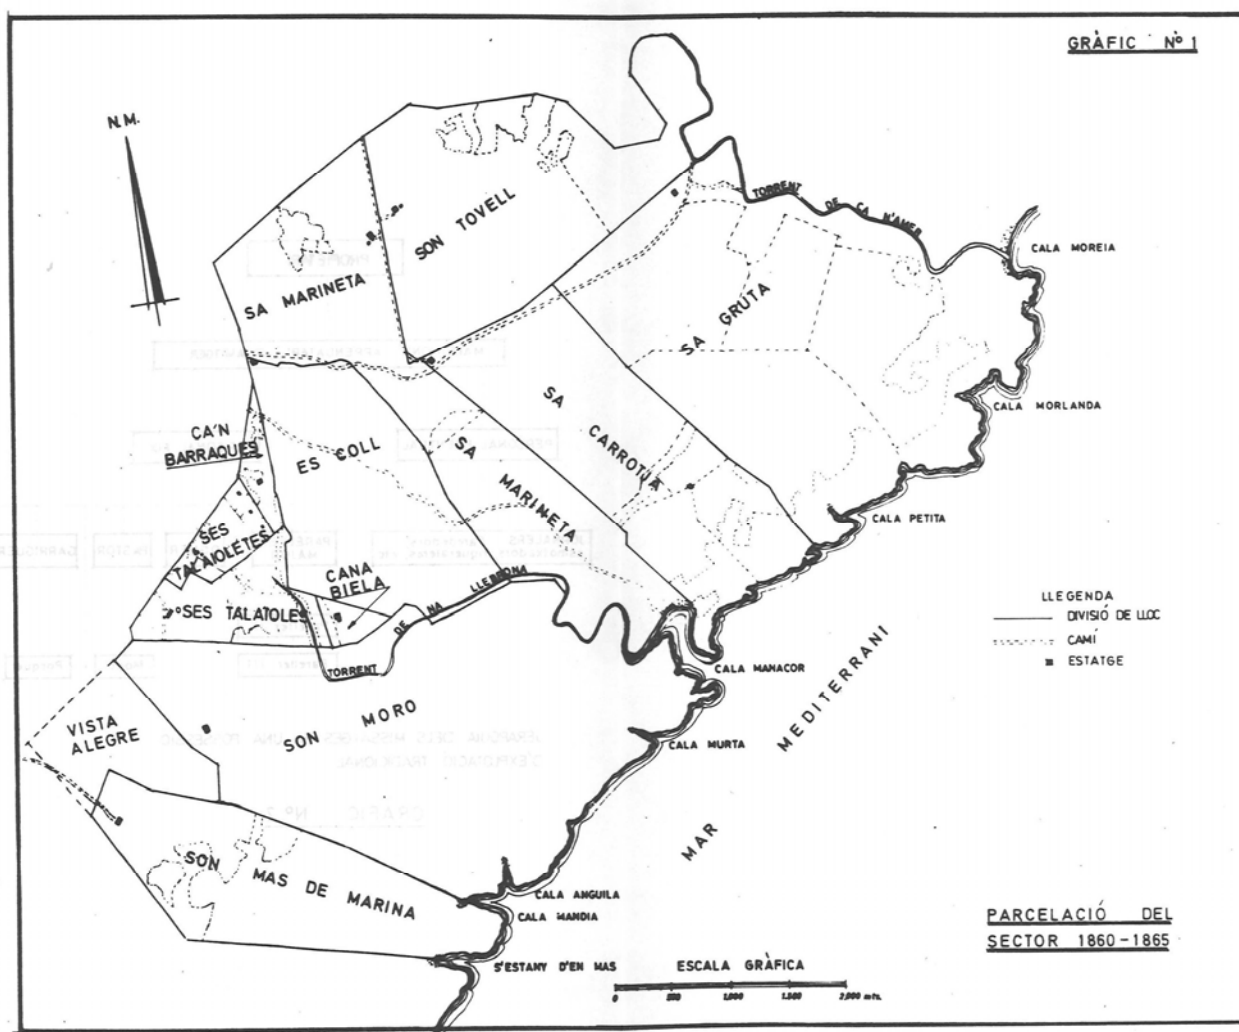 GRÀFIC Nº 1
N.M.
TORRENT DE CA N'AMER
SON TOVELL
CALA MOREIA
SA MARINETA
SA GRUTA
SA CARROTJA
CALA MORLANDA
CA'N
BARRAQUES
ES COLL
SA MARINETA
CALA PETITA
SES
TALAIOLETES
CANA
BIELA
TORRENT DE NA LLEBRONA
SES TALAIOLES
LLEGENDA
DIVISIÓ DE LLOC
CAMÍ
ESTATGE
CALA MANACOR
VISTA
ALEGRE
SON MORO
CALA MURTA
MAR MEDITERRANI
SON MAS DE MARINA
CALA ANGUILA
CALA MANDIA
S'ESTANY D'EN MAS
PARCELACIÓ DEL
SECTOR 1860-1865
ESCALA GRÀFICA
0 500 1,000 1,500 2,000 mts.